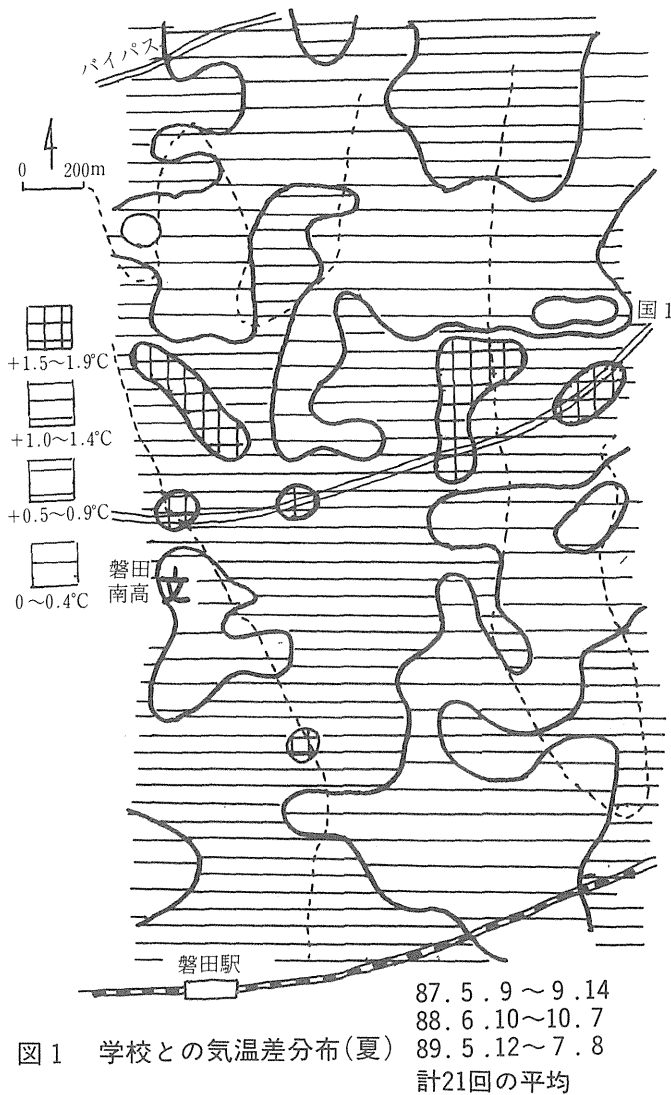 バイパス
0 200m
国1
+1.5～1.9℃
+1.0～1.4℃
+0.5～0.9℃
0～0.4℃
磐田
南高
磐田駅
図1 学校との気温差分布(夏)
87.5.9～9.14
88.6.10～10.7
89.5.12～7.8
計21回の平均